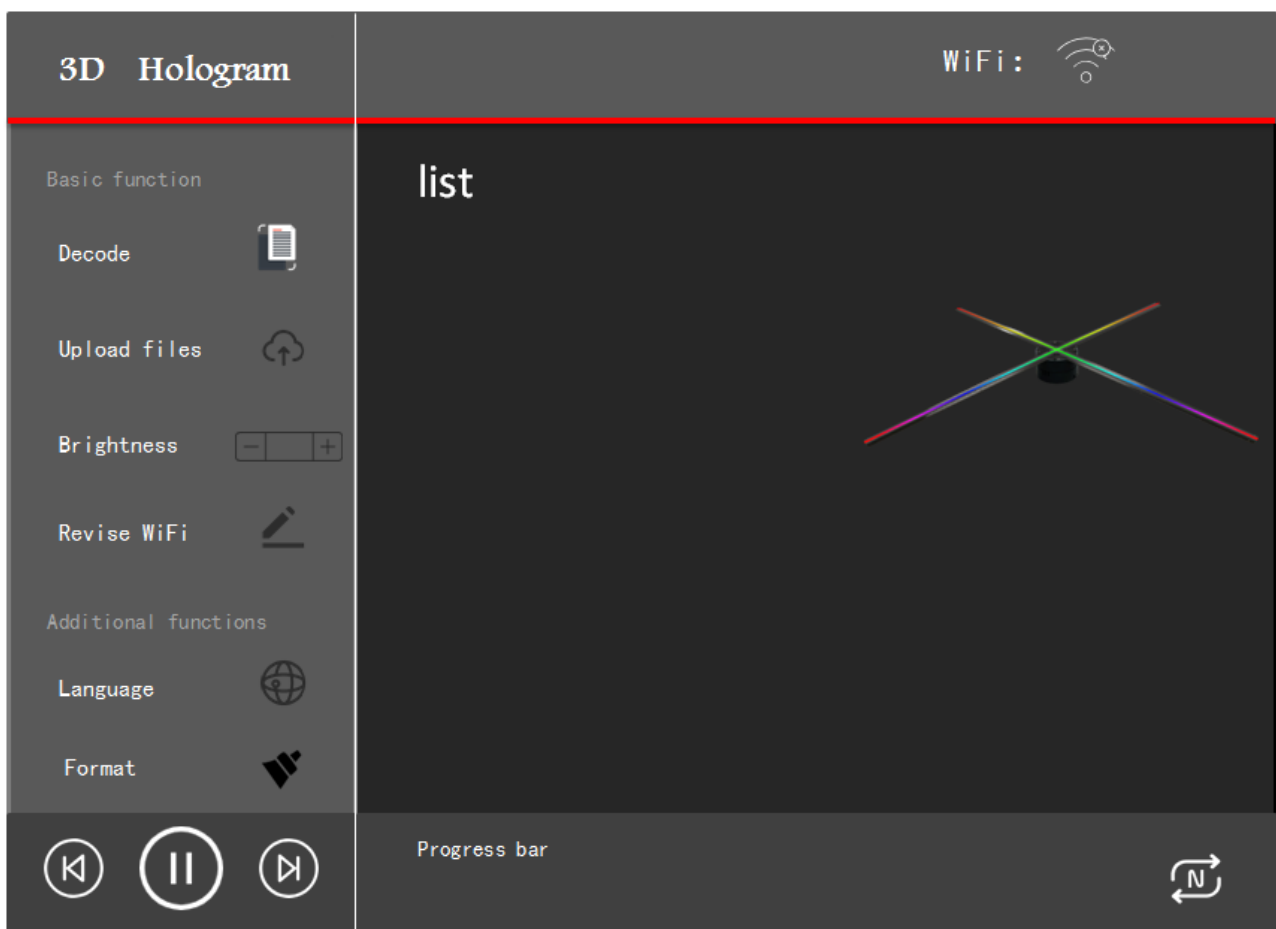 3D Hologram
WiFi:
Basic function
Decode
Upload files
Brightness
Revise WiFi
Additional functions
Language
Format
list
Progress bar
N